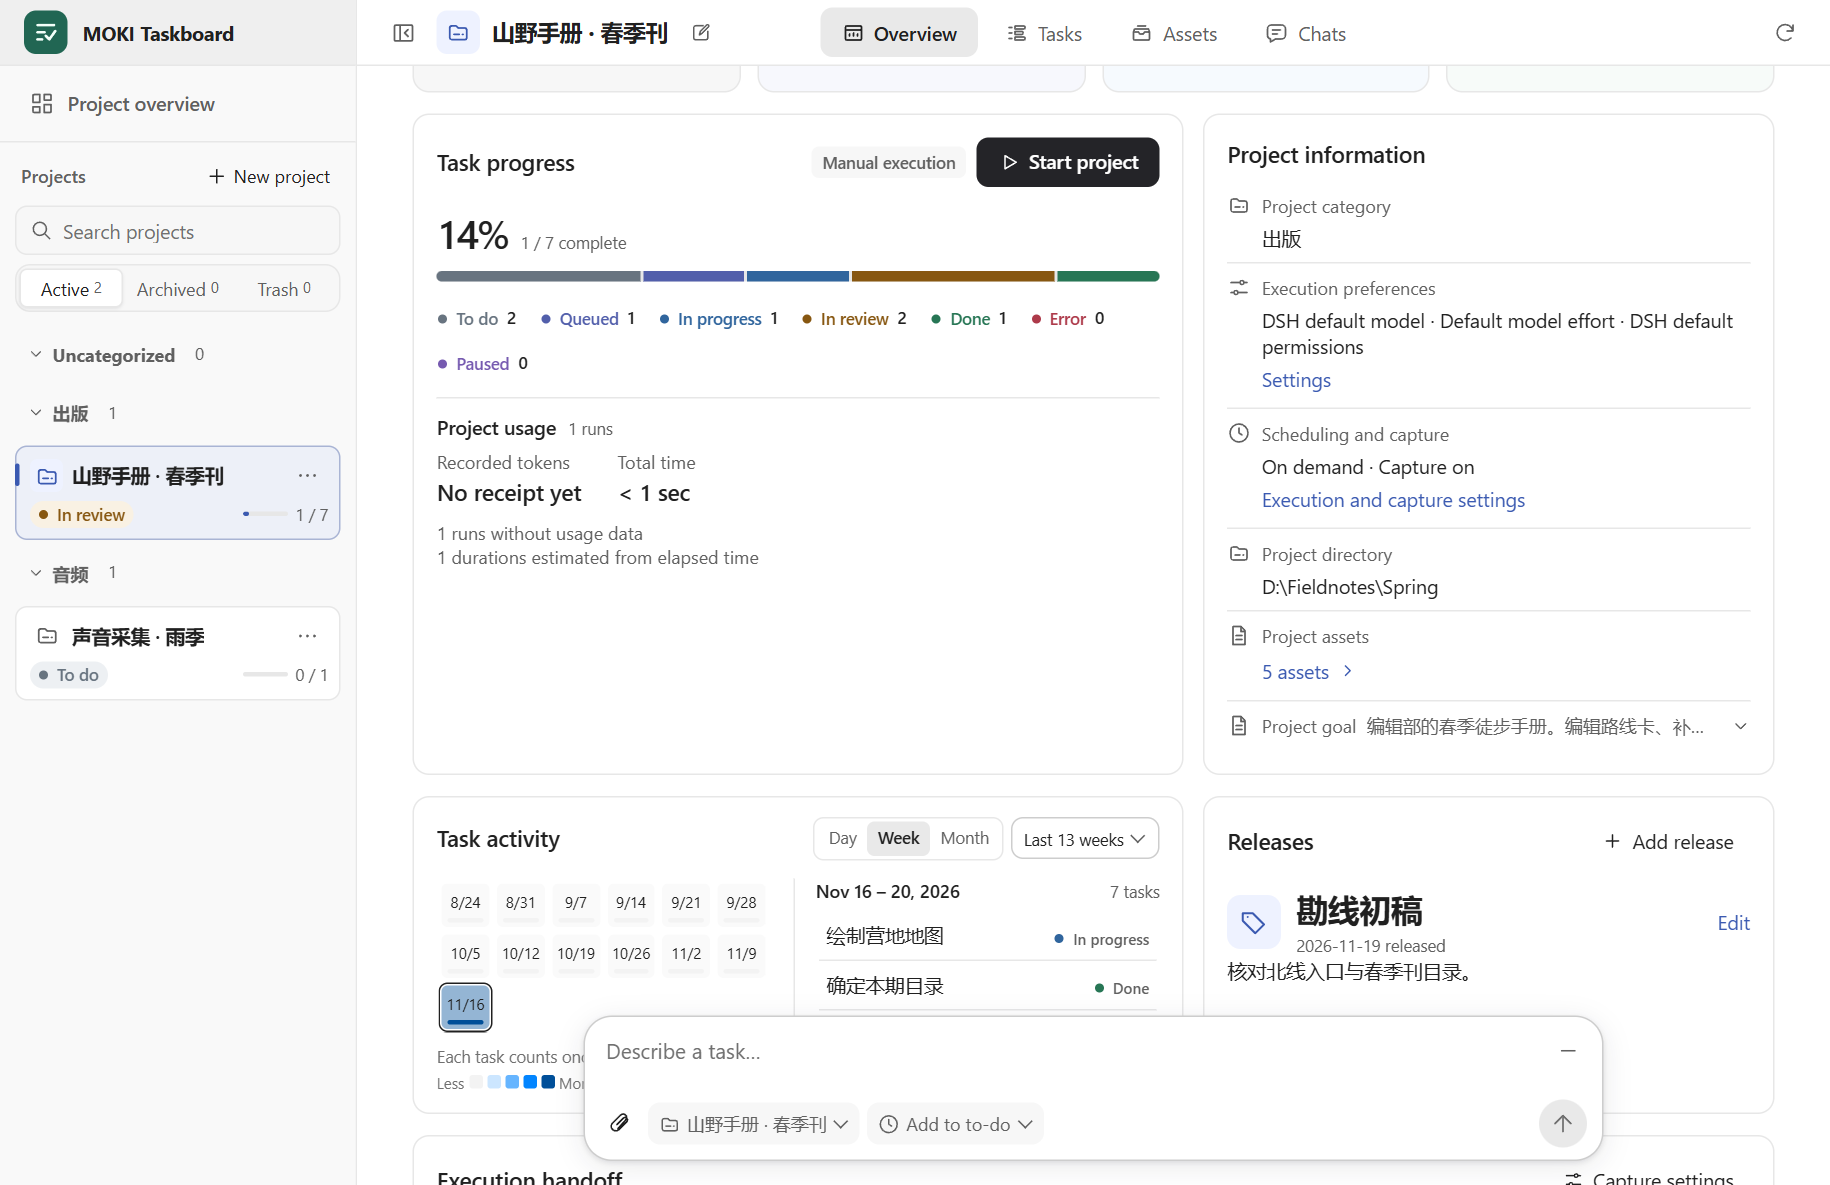 MOKI Taskboard
山野手册 · 春季刊
Overview
Tasks
Assets
Chats
Project overview
Projects
New project
Search projects
Active 2
Archived 0
Trash 0
Uncategorized 0
出版 1
山野手册 · 春季刊
In review
1 / 7
音频 1
声音采集 · 雨季
To do
0 / 1
Task progress
Manual execution
Start project
14% 1 / 7 complete
To do 2
Queued 1
In progress 1
In review 2
Done 1
Error 0
Paused 0
Project usage 1 runs
Recorded tokens
Total time
No receipt yet
< 1 sec
1 runs without usage data
1 durations estimated from elapsed time
Project information
Project category
出版
Execution preferences
DSH default model · Default model effort · DSH default
permissions
Settings
Scheduling and capture
On demand · Capture on
Execution and capture settings
Project directory
D:\Fieldnotes\Spring
Project assets
5 assets
Project goal 编辑部的春季徒步手册。编辑路线卡、补...
Task activity
Day
Week
Month
Last 13 weeks
8/24 8/31 9/7 9/14 9/21 9/28
10/5 10/12 10/19 10/26 11/2 11/9
11/16
Each task counts
Less
Nov 16 – 20, 2026
7 tasks
绘制营地地图
In progress
确定本期目录
Done
Releases
Add release
勘线初稿
2026-11-19 released
Edit
核对北线入口与春季刊目录。
Describe a task...
山野手册 · 春季刊
Add to to-do
Execution handoff
Capture settings